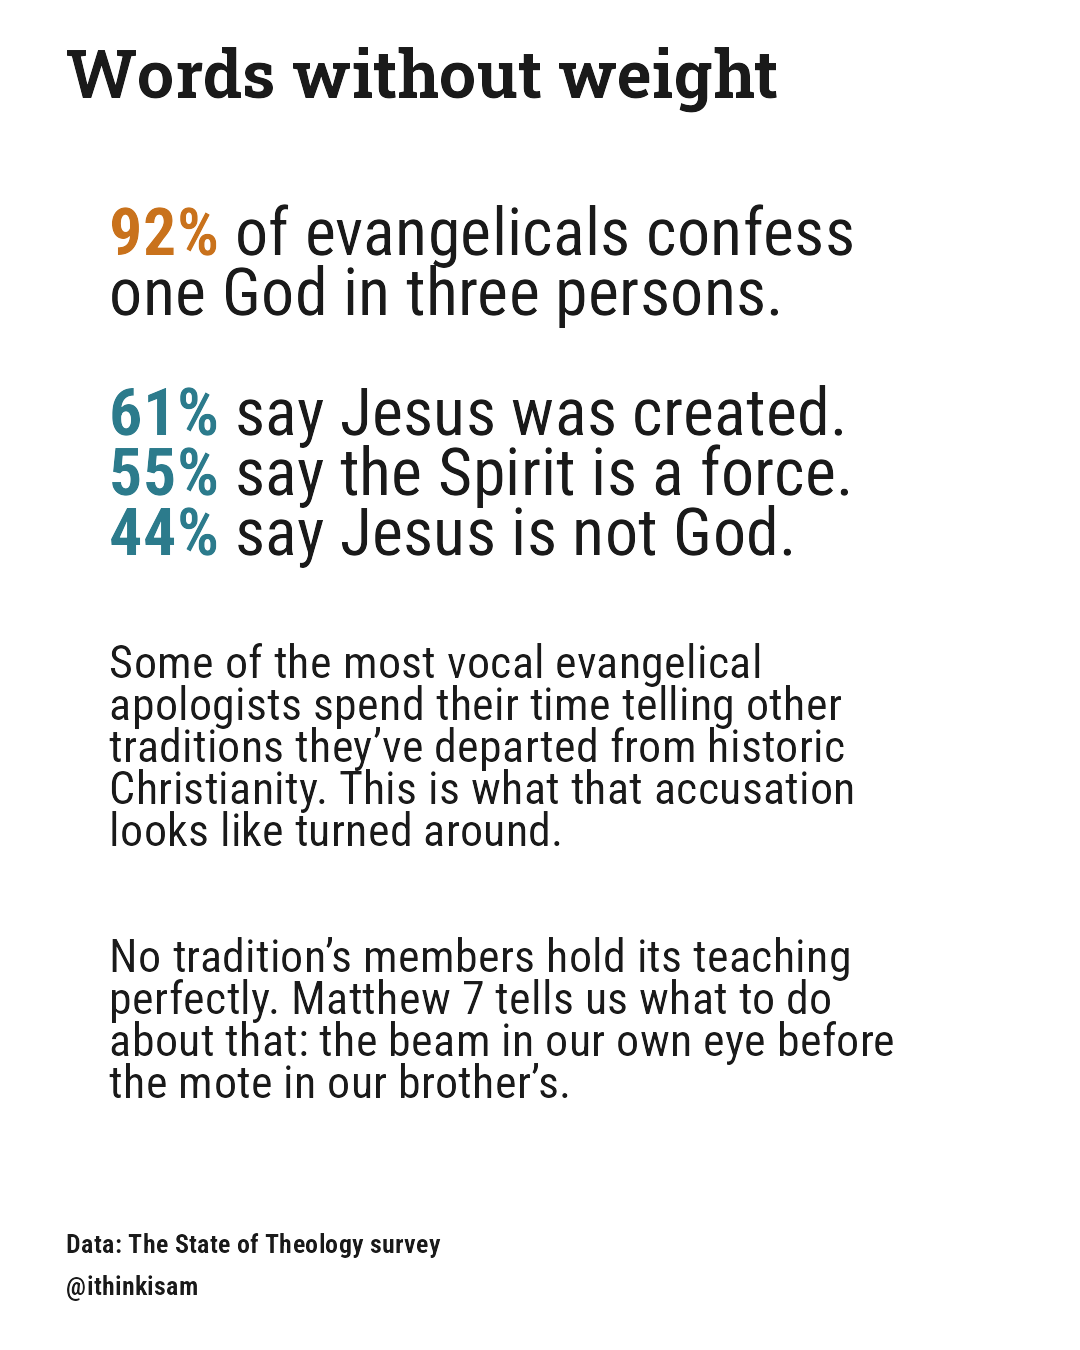 Words without weight
92% of evangelicals confess
one God in three persons.
61% say Jesus was created.
55% say the Spirit is a force.
44% say Jesus is not God.
Some of the most vocal evangelical
apologists spend their time telling other
traditions they’ve departed from historic
Christianity. This is what that accusation
looks like turned around.
No tradition’s members hold its teaching
perfectly. Matthew 7 tells us what to do
about that: the beam in our own eye before
the mote in our brother’s.
Data: The State of Theology survey
@ithinkisam